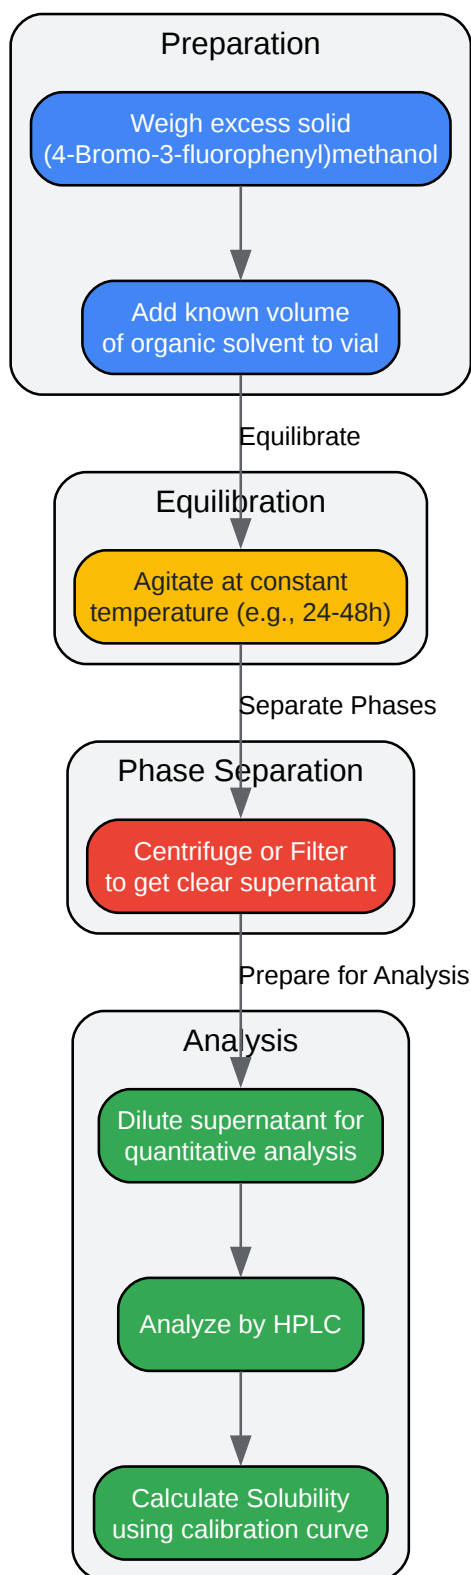 Preparation
Weigh excess solid
(4-Bromo-3-fluorophenyl)methanol
Add known volume
of organic solvent to vial
Equilibrate
Equilibration
Agitate at constant
temperature (e.g., 24-48h)
Separate Phases
Phase Separation
Centrifuge or Filter
to get clear supernatant
Prepare for Analysis
Analysis
Dilute supernatant for
quantitative analysis
Analyze by HPLC
Calculate Solubility
using calibration curve